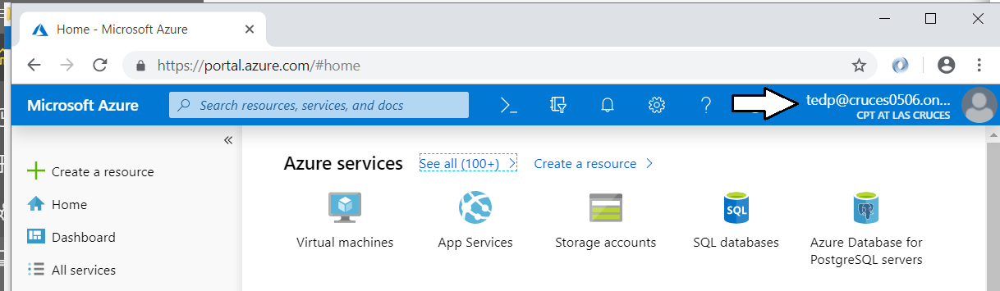 Home - Microsoft Azure
https://portal.azure.com/#home
Microsoft Azure
Search resources, services, and docs
tedp@cruces0506.on...
CPT AT LAS CRUCES
Create a resource
Home
Dashboard
All services
Azure services
See all (100+)
Create a resource
Virtual machines
App Services
Storage accounts
SQL
SQL databases
Azure Database for
PostgreSQL servers